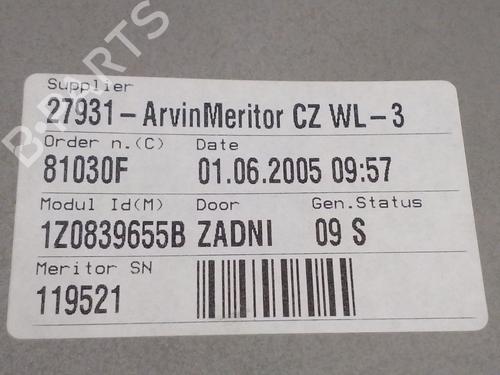 B-PARTS
Supplier
27931-ArvinMeritor CZ WL-3
Order n.(C) Date
81030F 01.06.2005 09:57
Modul Id(M) Door Gen.Status
1Z0839655B ZADNI 09 S
Meritor SN
119521